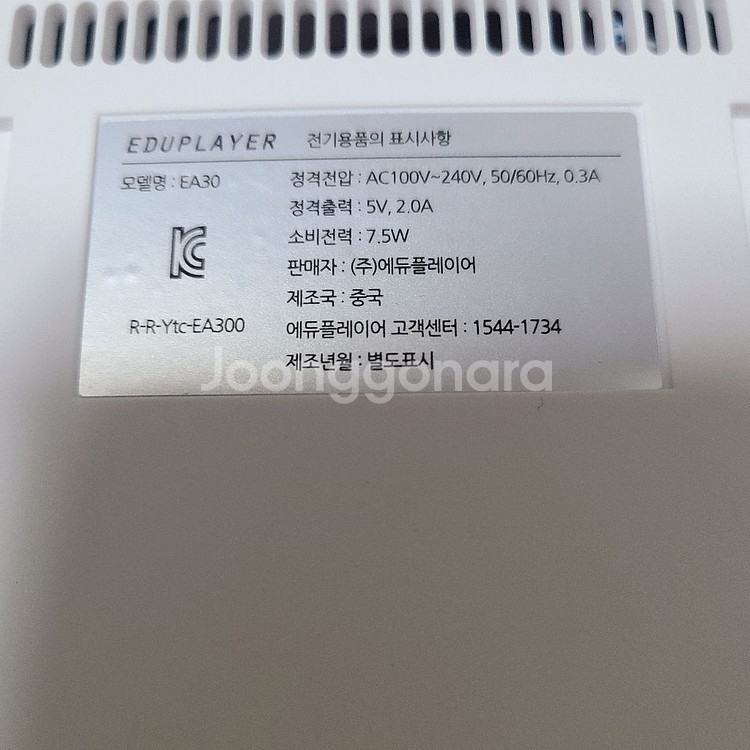 EDUPLAYER 전기용품의 표시사항
모델명 : EA30
정격전압 : AC100V~240V, 50/60Hz, 0.3A
정격출력 : 5V, 2.0A
소비전력 : 7.5W
판매자 : (주)에듀플레이어
제조국 : 중국
R-R-Ytc-EA300
에듀플레이어 고객센터 : 1544-1734
제조년월 : 별도표시
Joonggonara